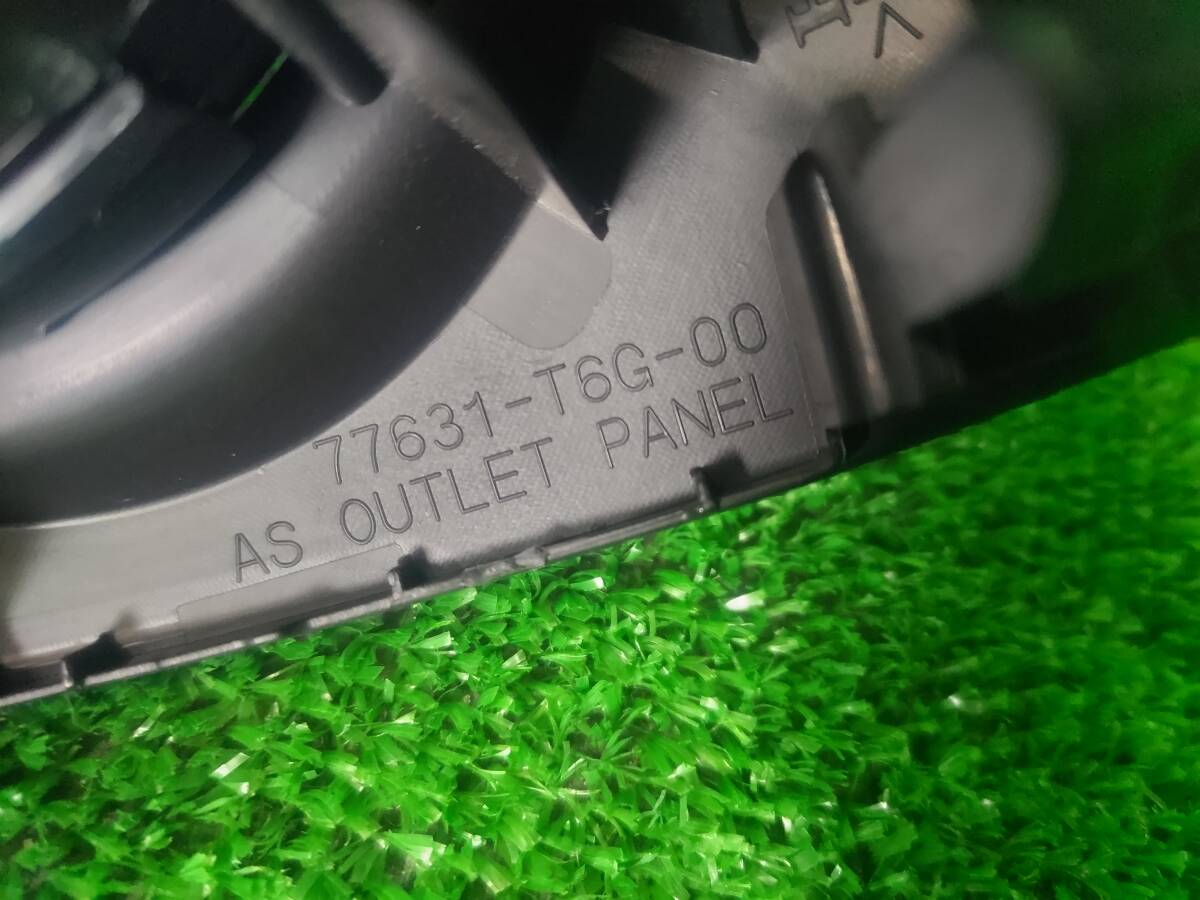 77631-T6G-00
AS OUTLET PANEL